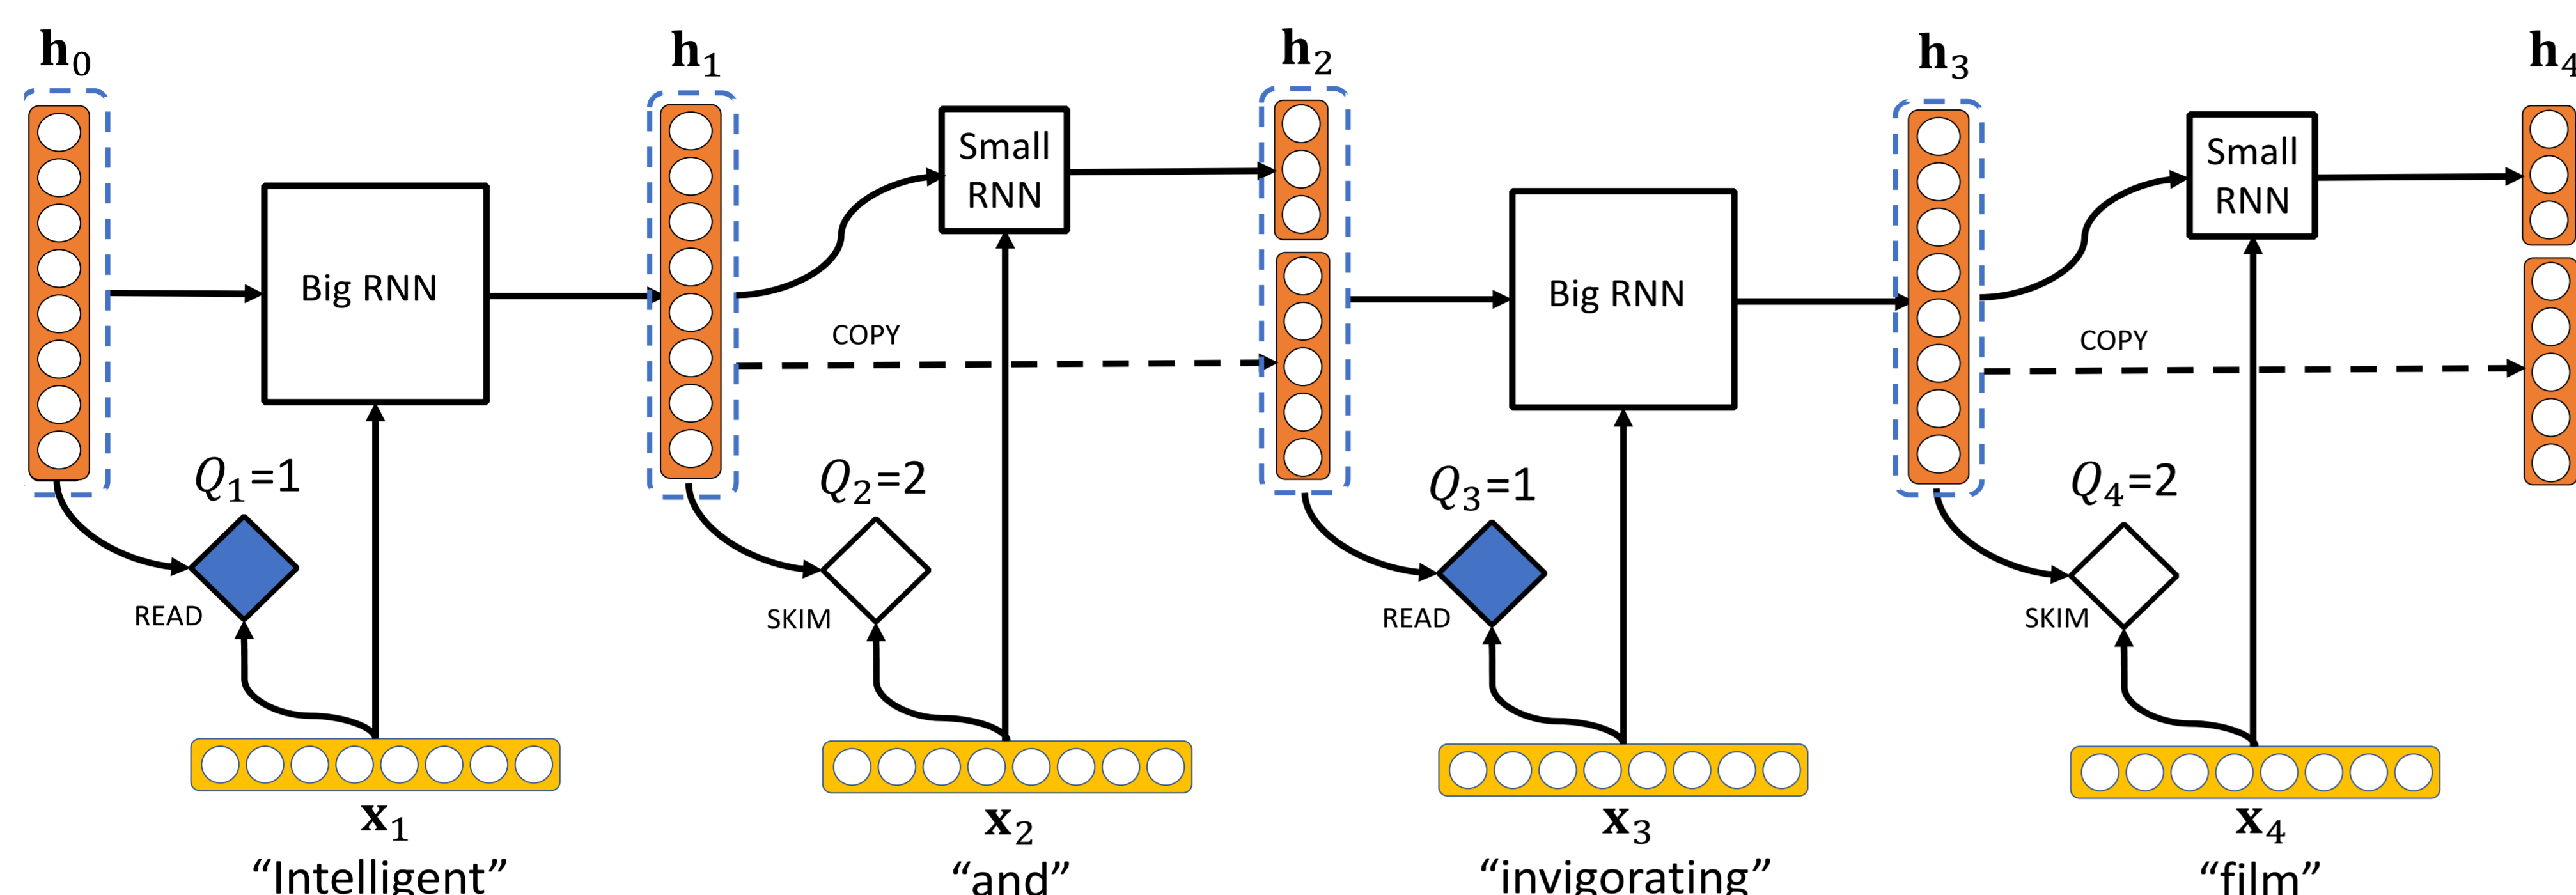 h₀ h₁ h₂ h₃ h₄
Small
RNN
Small
RNN
Big RNN
Big RNN
COPY
COPY
Q₁=1
Q₂=2
Q₃=1
Q₄=2
READ
SKIM
READ
SKIM
x₁
x₂
x₃
x₄
“Intelligent”
“and”
“invigorating”
“film”